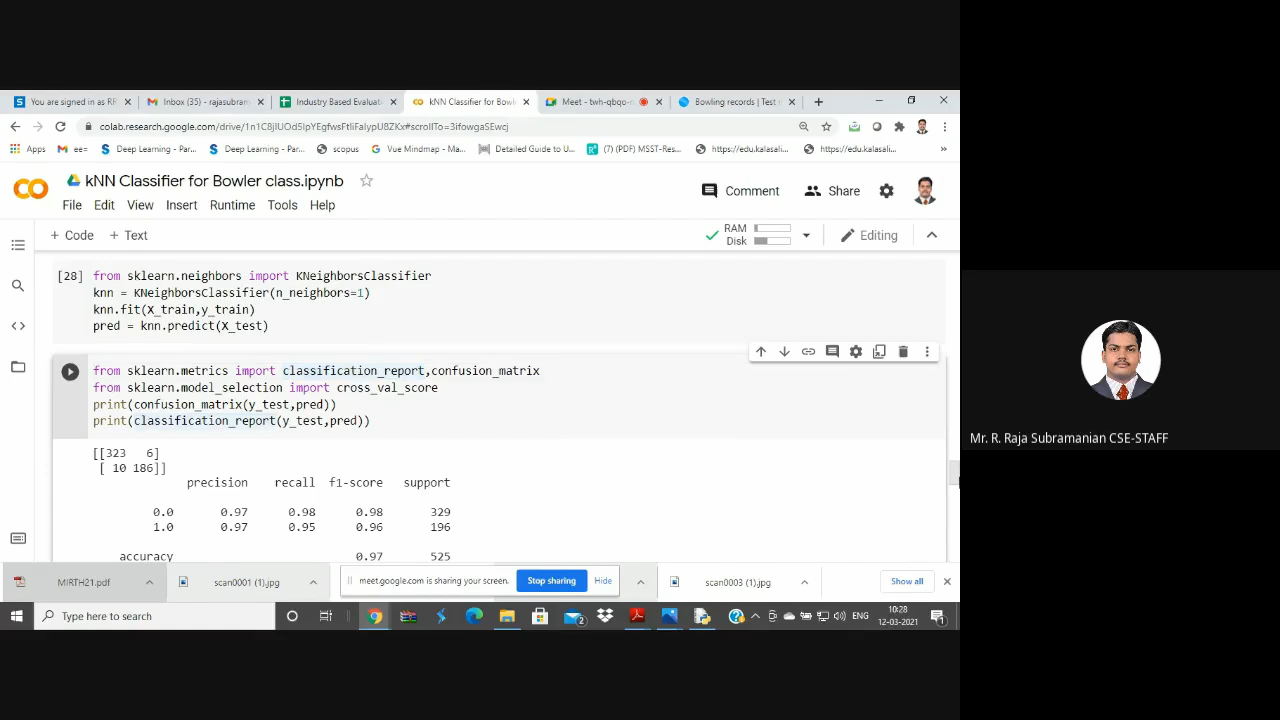 You are signed in as RF
Inbox (35) - rajasubram
Industry Based Evaluati
kNN Classifier for Bowle
Meet - twh-qbqo-n
Bowling records | Test m
colab.research.google.com/drive/1n1C8jIUOd5IpYEgfwsFtliFaIypU8ZKx#scrollTo=3ifowgaSEwcj
Apps
ee=
Deep Learning - Par...
Deep Learning - Par...
scopus
Vue Mindmap - Ma...
Detailed Guide to U...
(7) (PDF) MSST-Res...
https://edu.kalasali...
https://edu.kalasali...
»
CO
kNN Classifier for Bowler class.ipynb
Comment
Share
File Edit View Insert Runtime Tools Help
+ Code + Text
RAM
Disk
Editing
[28] from sklearn.neighbors import KNeighborsClassifier
knn = KNeighborsClassifier(n_neighbors=1)
knn.fit(X_train,y_train)
pred = knn.predict(X_test)
from sklearn.metrics import classification_report,confusion_matrix
from sklearn.model_selection import cross_val_score
print(confusion_matrix(y_test,pred))
print(classification_report(y_test,pred))
[[323 6]
[ 10 186]]
precision recall f1-score support
0.0 0.97 0.98 0.98 329
1.0 0.97 0.95 0.96 196
accuracy 0.97 525
MIRTH21.pdf
scan0001 (1).jpg
meet.google.com is sharing your screen.
Stop sharing
Hide
scan0003 (1).jpg
Show all
Type here to search
ENG
10:28
12-03-2021
Mr. R. Raja Subramanian CSE-STAFF